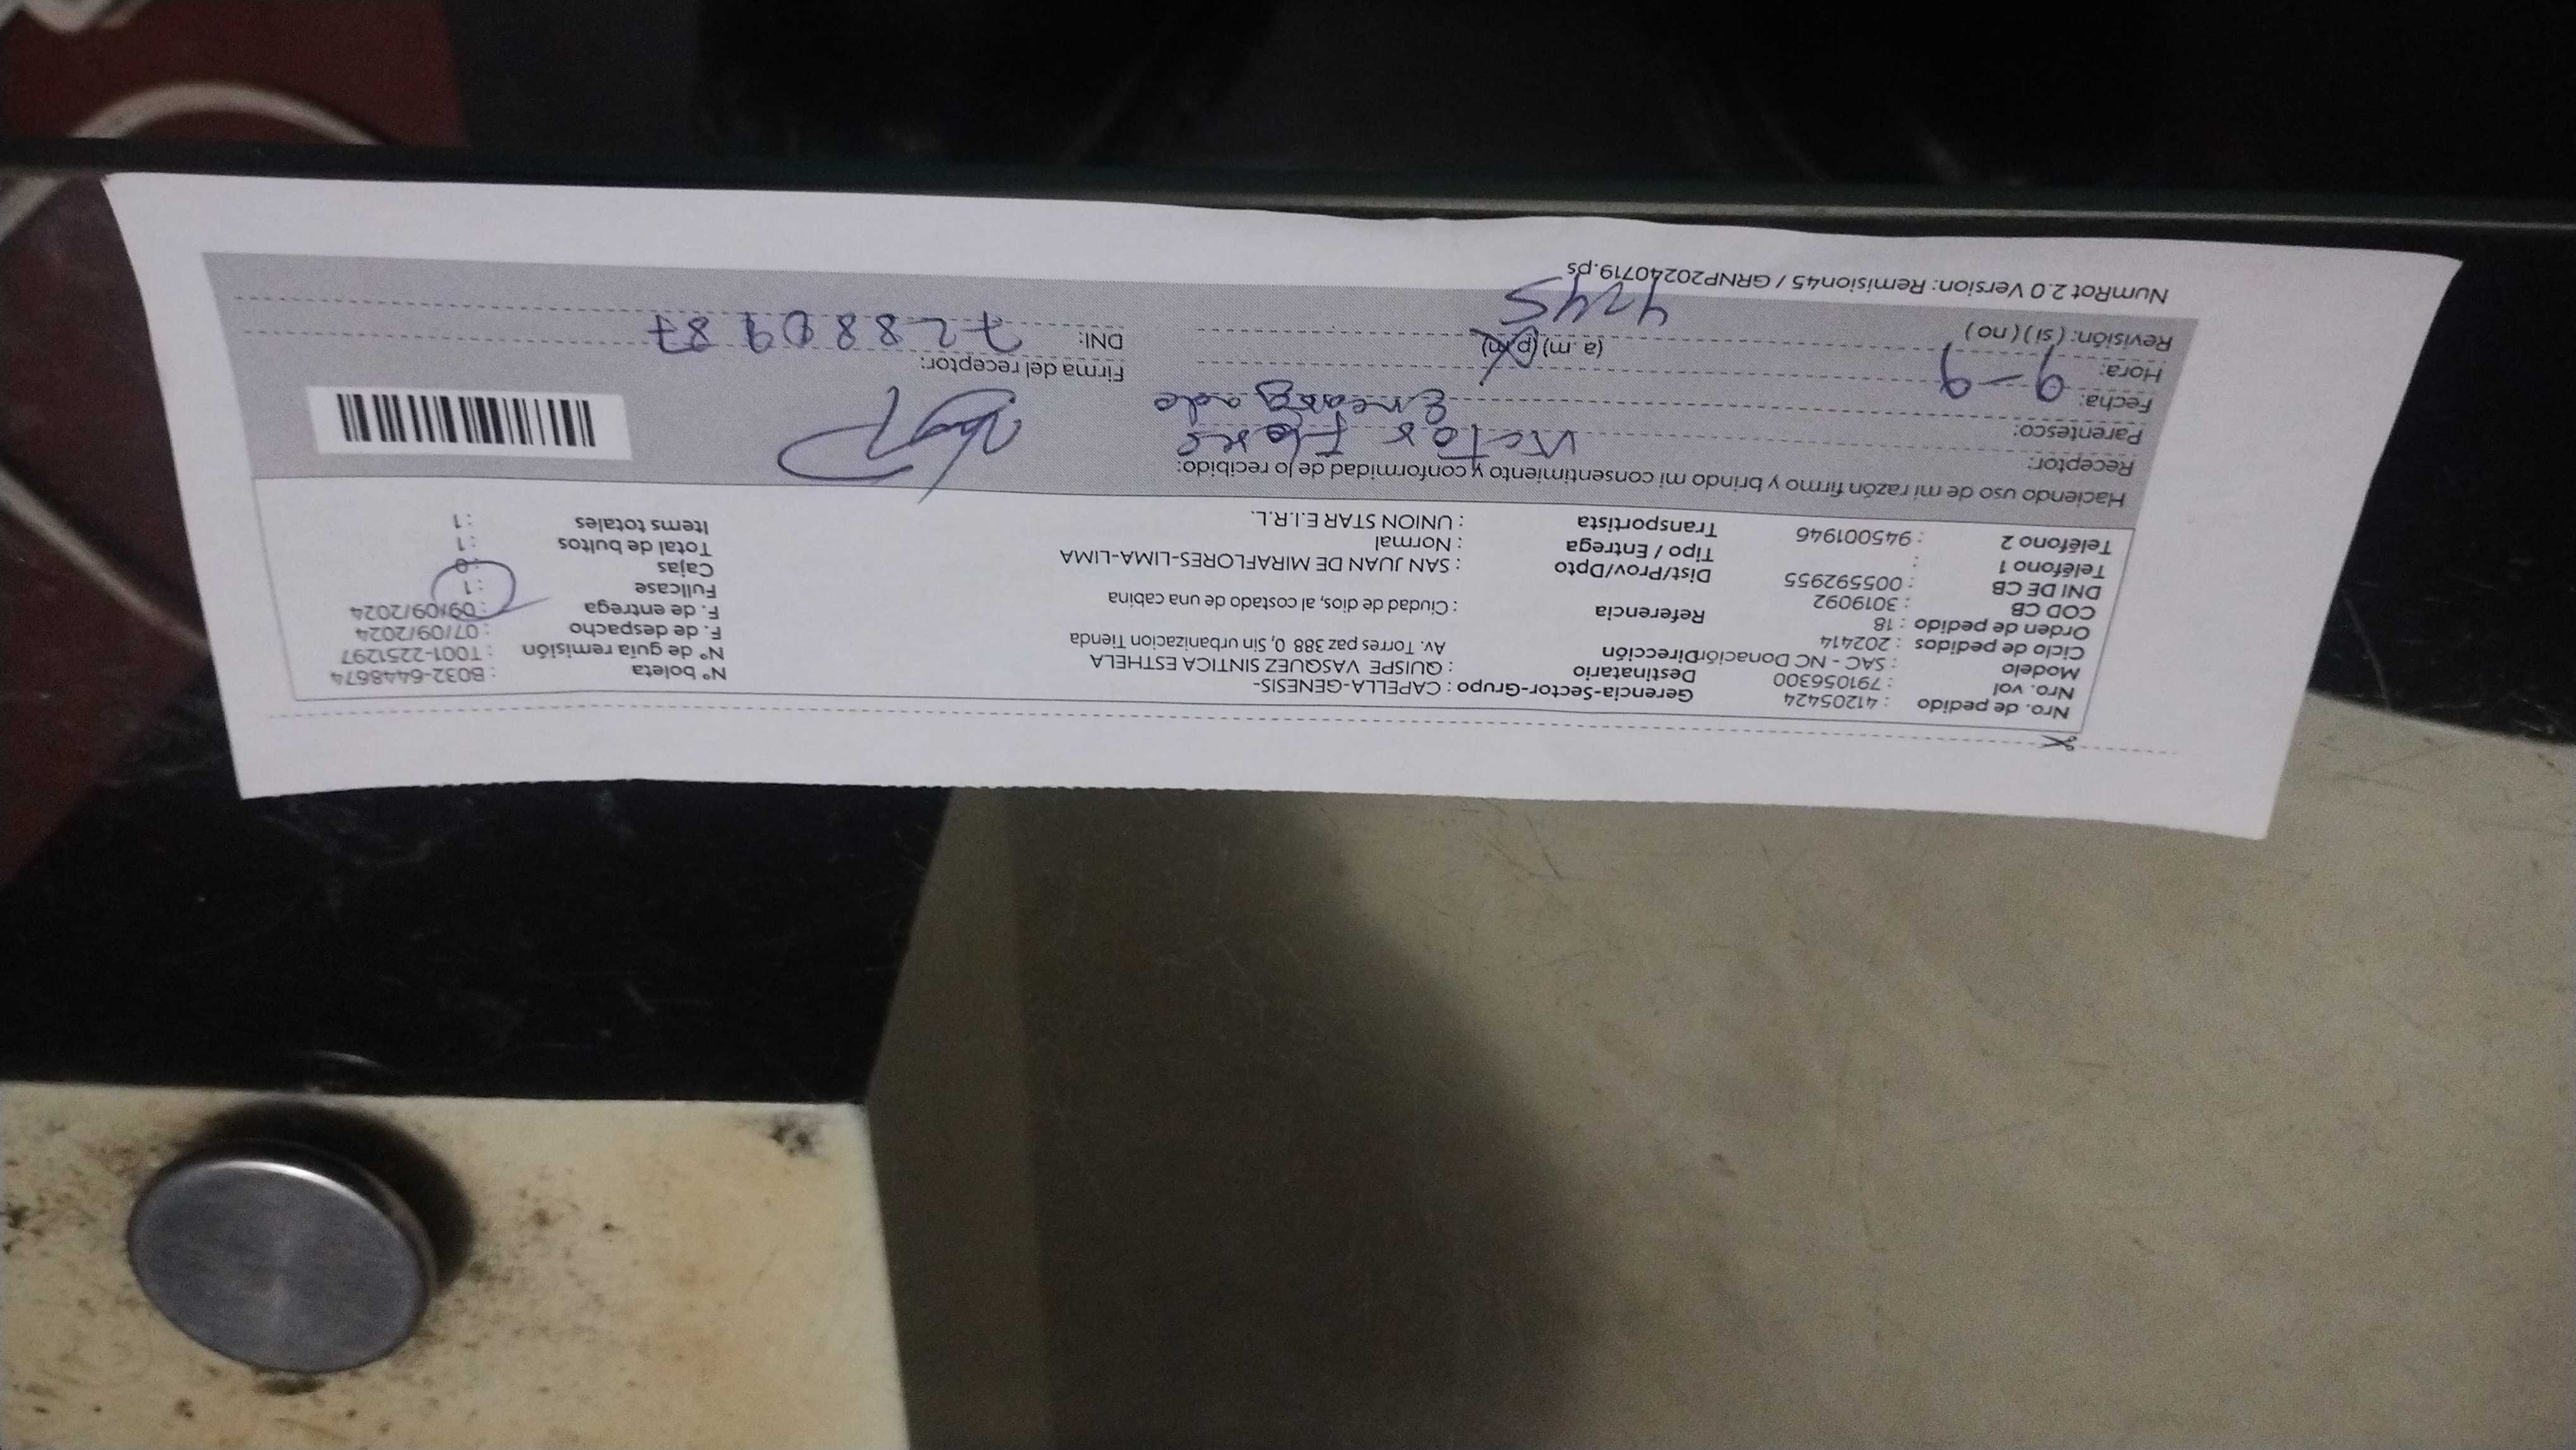 Nro. de pedido : 41205424 Gerencia-Sector-Grupo : CAPELLA-GENESIS- Nº boleta : B032-6448674
Nro. vol : 791056300 Destinatario : QUISPE VASQUEZ SINTICA ESTHELA Nº de guía remisión : T001-2251297
Modelo : SAC - NC Donación Dirección Av. Torres paz 388 0, Sin urbanizacion Tienda F. de despacho : 07/09/2024
Ciclo de pedidos : 202414 F. de entrega : 09/09/2024
Orden de pedido : 18 Referencia : Ciudad de dios, al costado de una cabina Fullcase : 1
COD CB : 3019092 Cajas : 0
DNI DE CB : 005592955 Dist/Prov/Dpto : SAN JUAN DE MIRAFLORES-LIMA-LIMA Total de bultos : 1
Teléfono 1 : Tipo / Entrega : Normal Items totales : 1
Teléfono 2 : 945001946 Transportista : UNION STAR E.I.R.L.
Haciendo uso de mi razón firmo y brindo mi consentimiento y conformidad de lo recibido:
Receptor: Victor Flores
Parentesco: Encargado
Fecha: 9-9 Firma del receptor:
Hora: (a.m) (p.m) DNI: 72880987
Revisión: (si) (no) 4245
NumRot 2.0 Version: Remision45 / GRNP20240719.ps